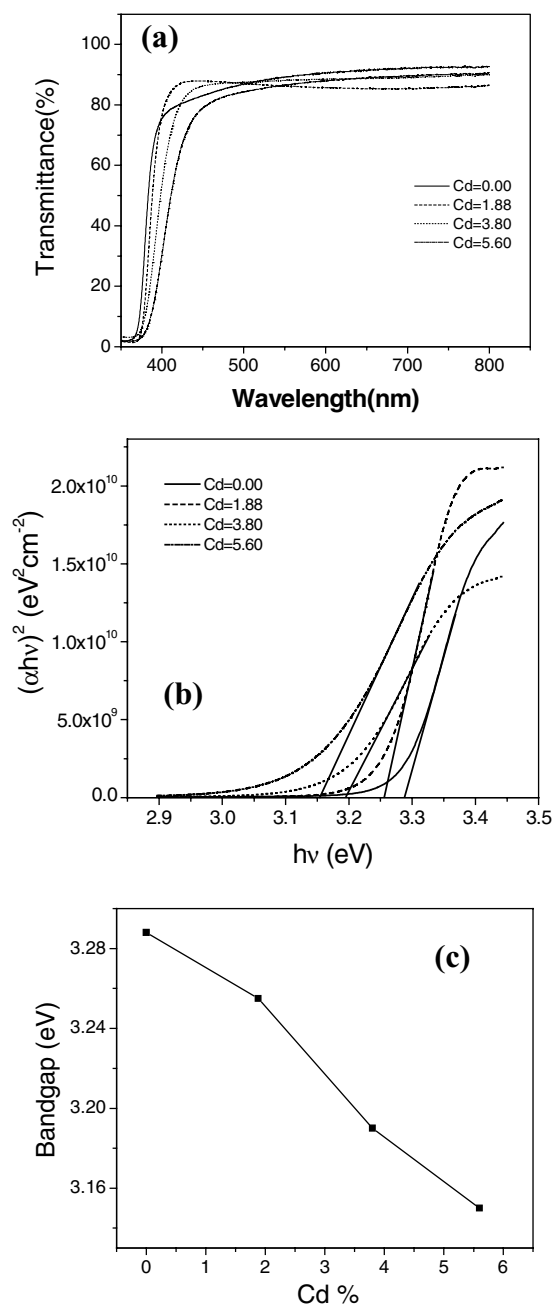 (a)
100
80
60
40
20
0
Transmittance(%)
Cd=0.00
Cd=1.88
Cd=3.80
Cd=5.60
400 500 600 700 800
Wavelength(nm)
(b)
2.0x10¹⁰
1.5x10¹⁰
1.0x10¹⁰
5.0x10⁹
0.0
(αhν)² (eV²cm⁻²)
Cd=0.00
Cd=1.88
Cd=3.80
Cd=5.60
2.9 3.0 3.1 3.2 3.3 3.4 3.5
hν (eV)
(c)
3.28
3.24
3.20
3.16
Bandgap (eV)
0 1 2 3 4 5 6
Cd %